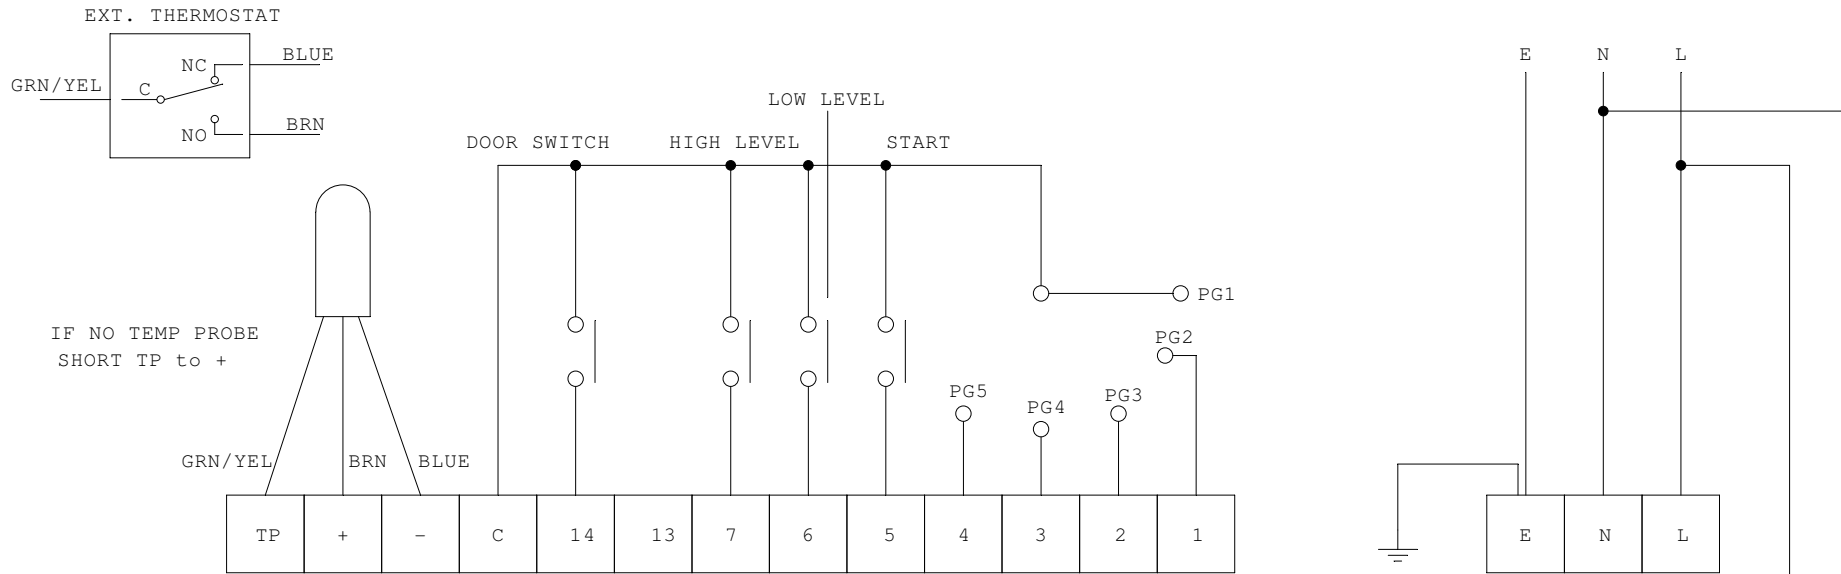 EXT. THERMOSTAT
NC
BLUE
GRN/YEL
C
NO
BRN
E N L
LOW LEVEL
DOOR SWITCH
HIGH LEVEL
START
PG1
IF NO TEMP PROBE
SHORT TP to +
PG2
PG5
PG4
PG3
GRN/YEL
BRN
BLUE
TP + - C 14 13 7 6 5 4 3 2 1
E N L